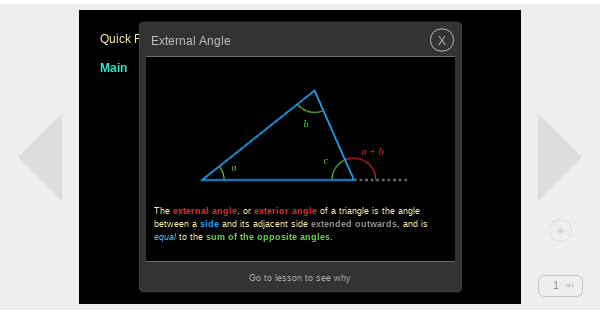 Quick
External Angle
X
Main
b
a + b
c
a
The external angle, or exterior angle of a triangle is the angle
between a side and its adjacent side extended outwards, and is
equal to the sum of the opposite angles.
Go to lesson to see why
1